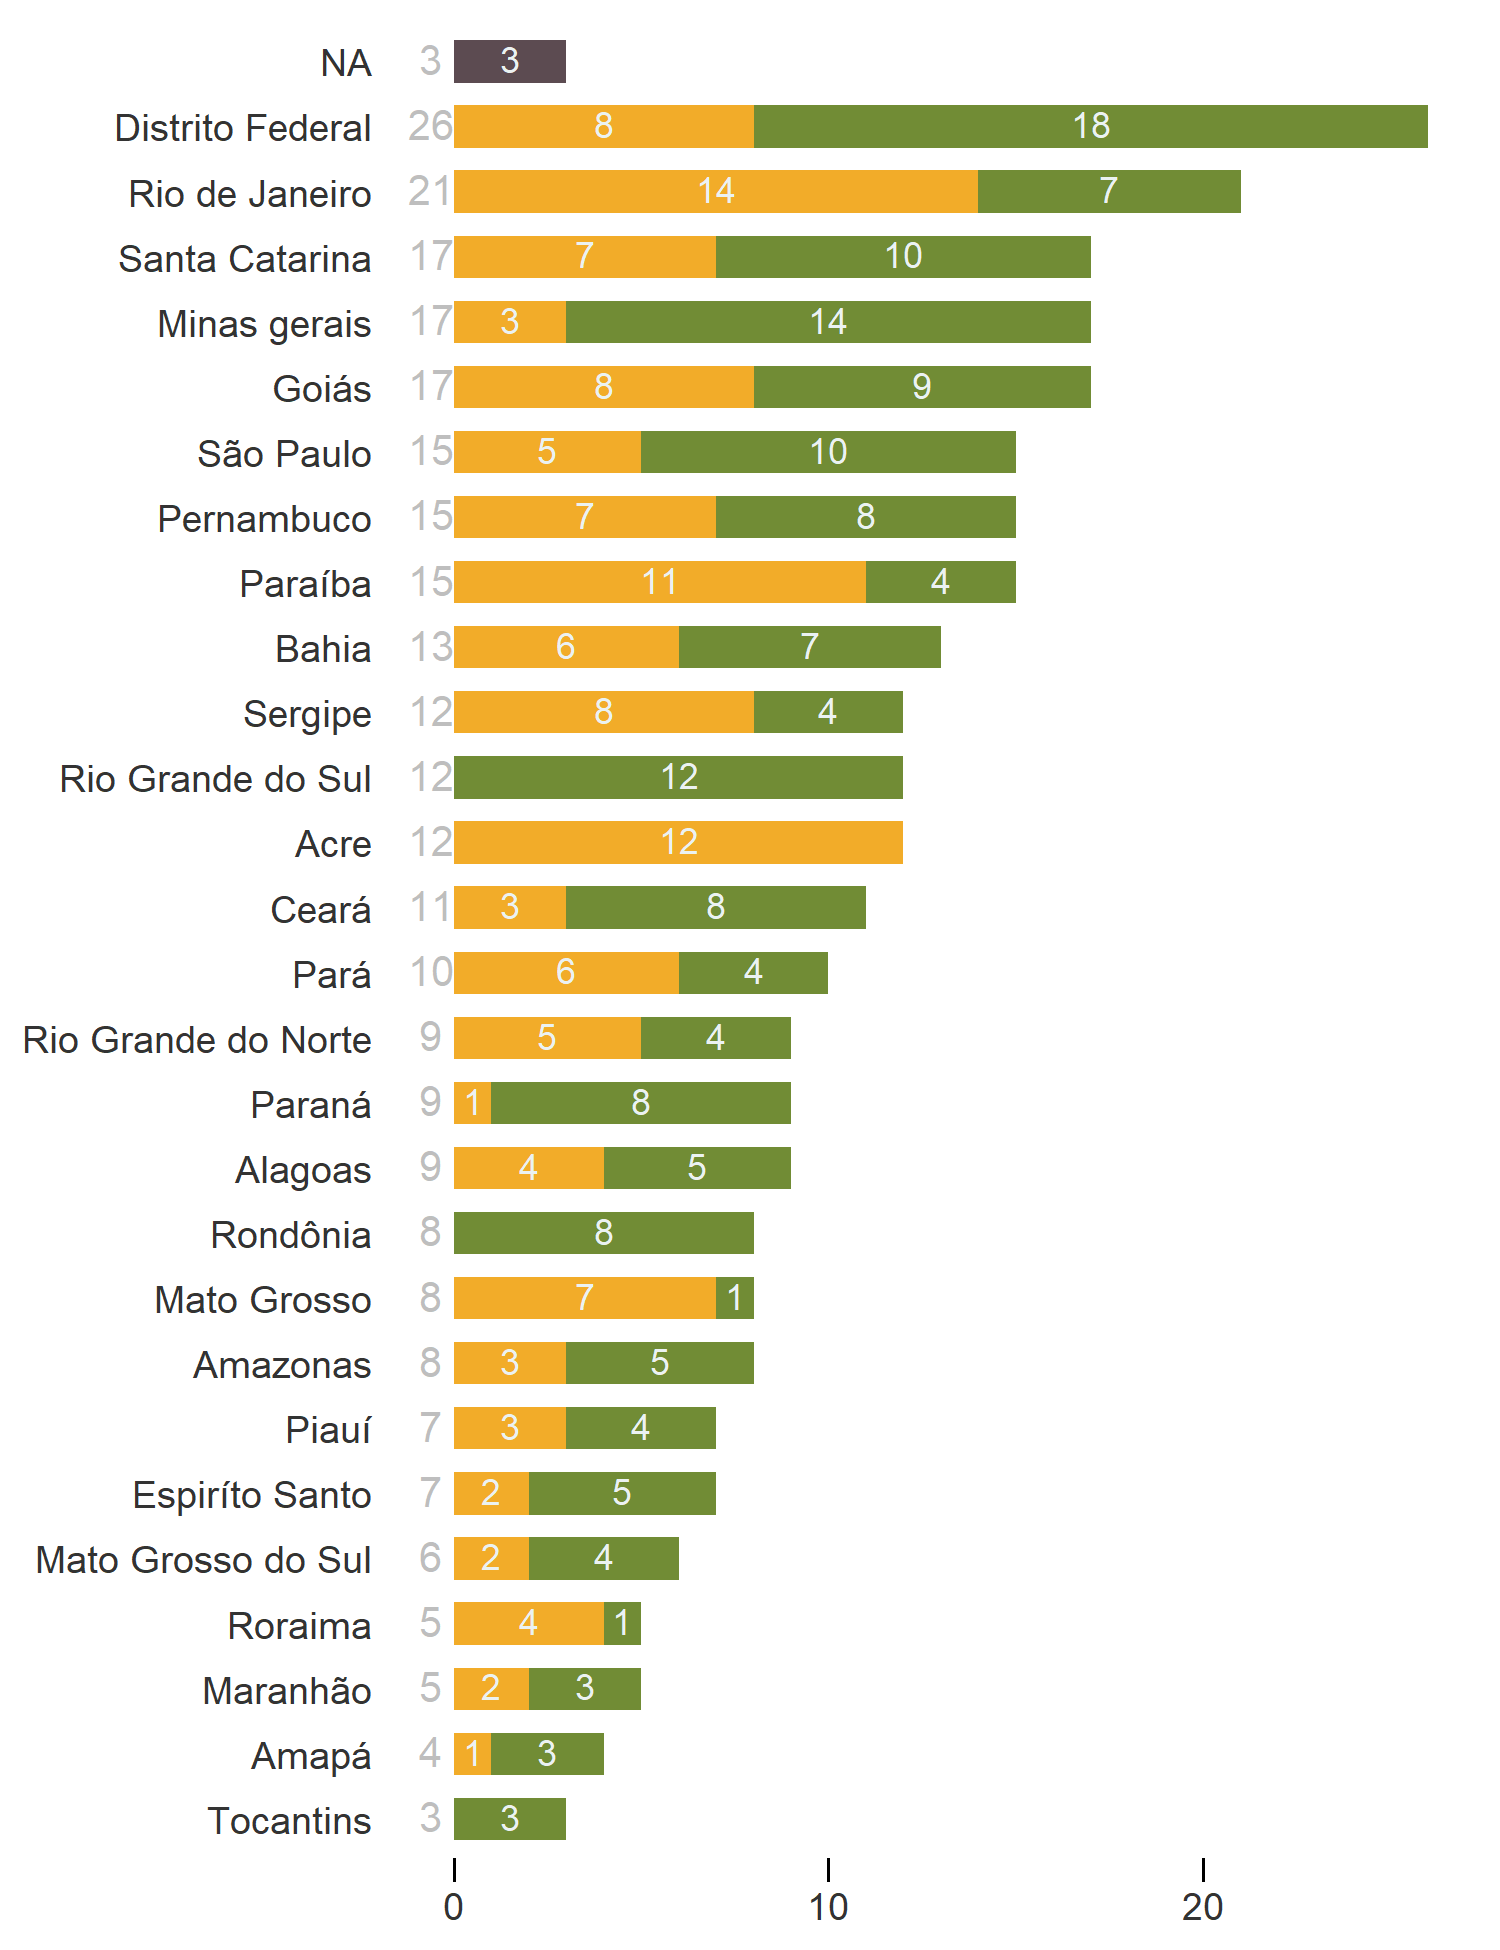 NA 3 3
Distrito Federal 26 8 18
Rio de Janeiro 21 14 7
Santa Catarina 17 7 10
Minas gerais 17 3 14
Goiás 17 8 9
São Paulo 15 5 10
Pernambuco 15 7 8
Paraíba 15 11 4
Bahia 13 6 7
Sergipe 12 8 4
Rio Grande do Sul 12 12
Acre 12 12
Ceará 11 3 8
Pará 10 6 4
Rio Grande do Norte 9 5 4
Paraná 9 1 8
Alagoas 9 4 5
Rondônia 8 8
Mato Grosso 8 7 1
Amazonas 8 3 5
Piauí 7 3 4
Espiríto Santo 7 2 5
Mato Grosso do Sul 6 2 4
Roraima 5 4 1
Maranhão 5 2 3
Amapá 4 1 3
Tocantins 3 3
0 10 20